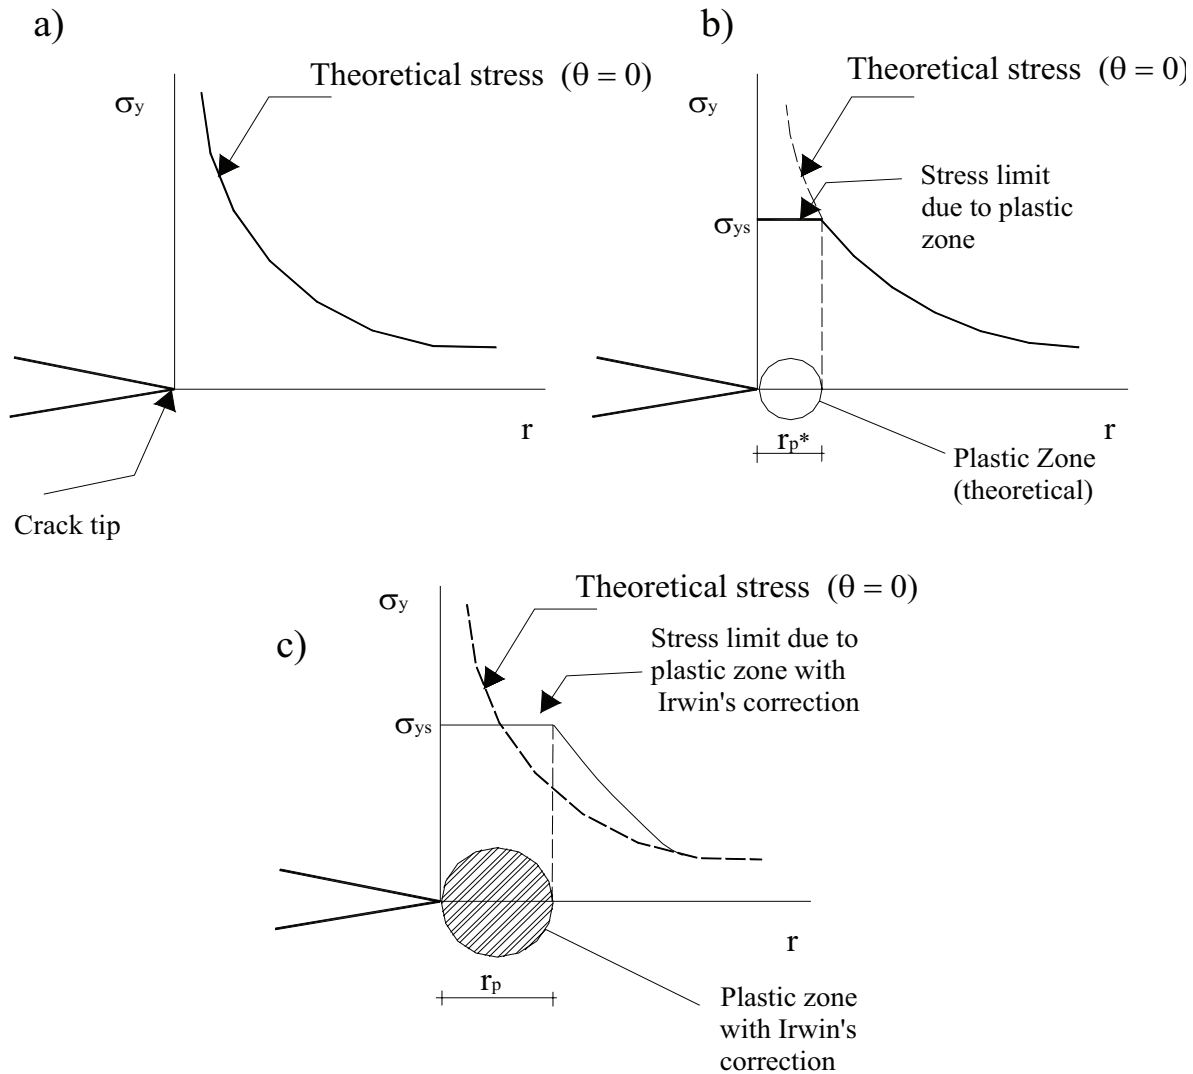 a)
Theoretical stress (θ = 0)
σy
r
Crack tip
b)
Theoretical stress (θ = 0)
σy
Stress limit
due to plastic
zone
σys
r
rp*
Plastic Zone
(theoretical)
c)
Theoretical stress (θ = 0)
σy
Stress limit due to
plastic zone with
Irwin's correction
σys
r
rp
Plastic zone
with Irwin's
correction